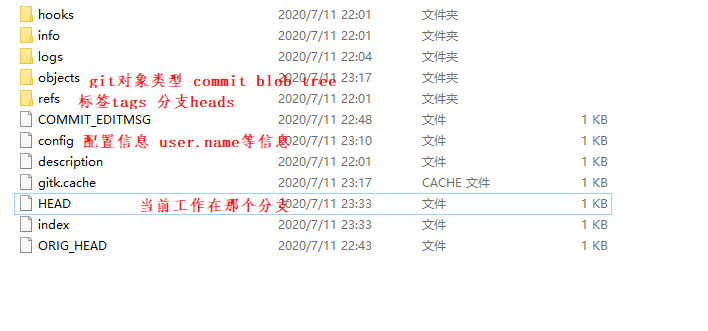 hooks 2020/7/11 22:01 文件夹
info 2020/7/11 22:01 文件夹
logs 2020/7/11 22:04 文件夹
objects git对象类型 commit blob tree 2020/7/11 23:17 文件夹
refs 标签tags 分支heads 2020/7/11 22:01 文件夹
COMMIT_EDITMSG 2020/7/11 22:48 文件 1 KB
config 配置信息 user.name等信息 2020/7/11 23:10 文件 1 KB
description 2020/7/11 22:01 文件 1 KB
gitk.cache 2020/7/11 23:17 CACHE 文件 1 KB
HEAD 当前工作在那个分支 2020/7/11 23:33 文件 1 KB
index 2020/7/11 23:33 文件 1 KB
ORIG_HEAD 2020/7/11 22:43 文件 1 KB